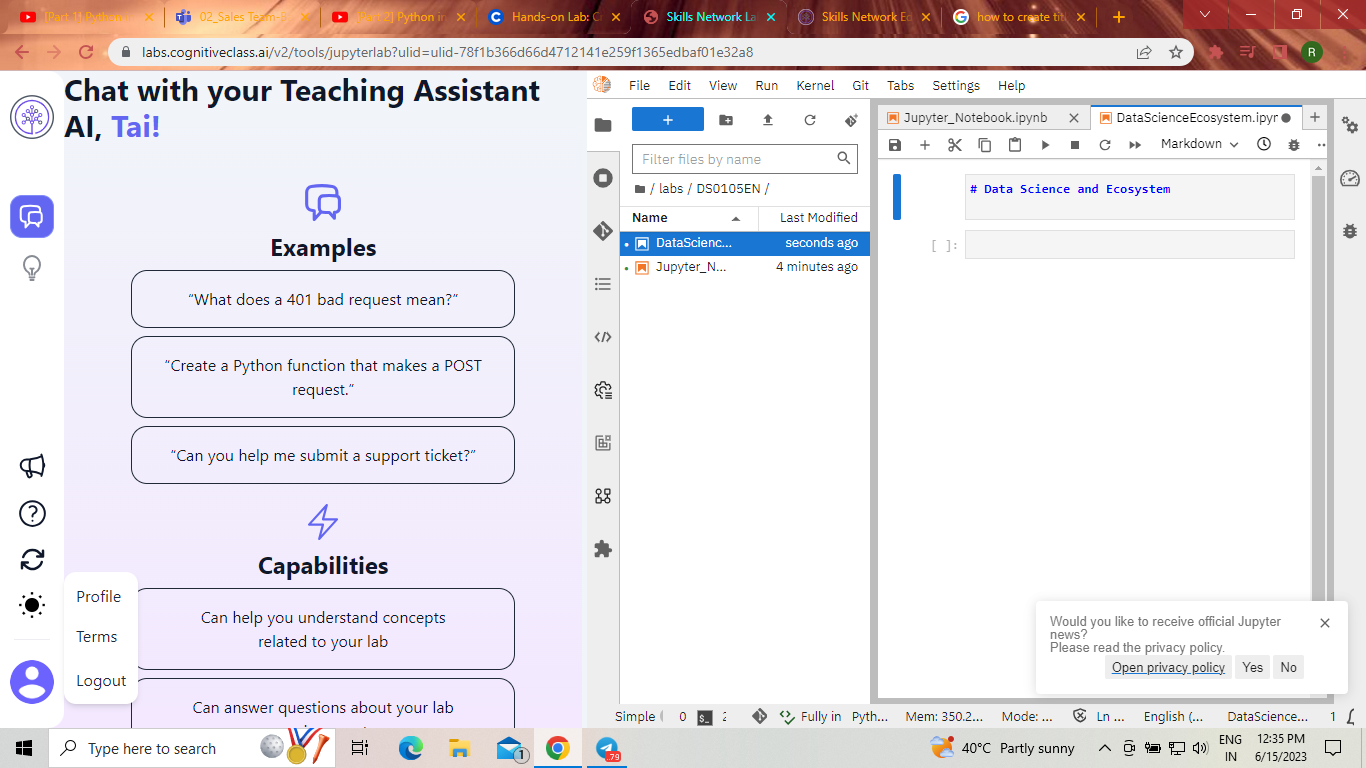 [Part 1] Python i
02_Sales Team-
[Part 2] Python in
Hands-on Lab: C
Skills Network La
Skills Network Ed
how to create tit
labs.cognitiveclass.ai/v2/tools/jupyterlab?ulid=ulid-78f1b366d66d4712141e259f1365edbaf01e32a8
R
Chat with your Teaching Assistant
AI, Tai!
Examples
“What does a 401 bad request mean?”
“Create a Python function that makes a POST
request.”
“Can you help me submit a support ticket?”
Capabilities
Can help you understand concepts
related to your lab
Can answer questions about your lab
Profile
Terms
Logout
File Edit View Run Kernel Git Tabs Settings Help
Filter files by name
/ labs / DS0105EN /
Name Last Modified
DataScienc... seconds ago
Jupyter_N... 4 minutes ago
Jupyter_Notebook.ipynb
DataScienceEcosystem.ipyr
Markdown
# Data Science and Ecosystem
[ ]:
Would you like to receive official Jupyter
news?
Please read the privacy policy.
Open privacy policy Yes No
Simple 0 $_ 2 Fully in Pyth... Mem: 350.2... Mode: ... Ln ... English (... DataScience... 1
Type here to search
1
79
40°C Partly sunny
ENG
IN
12:35 PM
6/15/2023